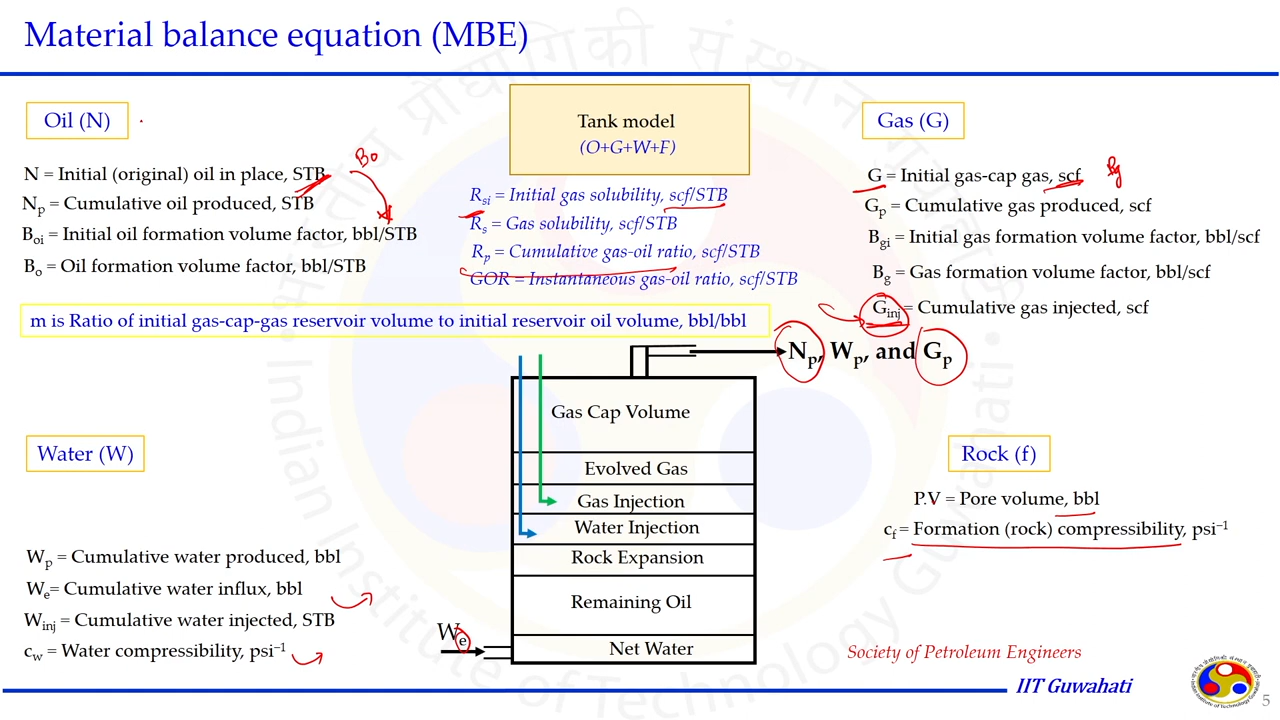 Material balance equation (MBE)
Oil (N)
N = Initial (original) oil in place, STB
Bo
Np = Cumulative oil produced, STB
Boi = Initial oil formation volume factor, bbl/STB
Bo = Oil formation volume factor, bbl/STB
Tank model
(O+G+W+F)
Rsi = Initial gas solubility, scf/STB
Rs = Gas solubility, scf/STB
Rp = Cumulative gas-oil ratio, scf/STB
GOR = Instantaneous gas-oil ratio, scf/STB
Gas (G)
G = Initial gas-cap gas, scf
Bg
Gp = Cumulative gas produced, scf
Bgi = Initial gas formation volume factor, bbl/scf
Bg = Gas formation volume factor, bbl/scf
Ginj = Cumulative gas injected, scf
m is Ratio of initial gas-cap-gas reservoir volume to initial reservoir oil volume, bbl/bbl
Np, Wp, and Gp
Gas Cap Volume
Evolved Gas
Gas Injection
Water Injection
Rock Expansion
Remaining Oil
Net Water
We
Water (W)
Wp = Cumulative water produced, bbl
We= Cumulative water influx, bbl
Winj = Cumulative water injected, STB
cw = Water compressibility, psi⁻¹
Rock (f)
P.V = Pore volume, bbl
cf = Formation (rock) compressibility, psi⁻¹
Society of Petroleum Engineers
IIT Guwahati
5
Indian Institute of Technology Guwahati